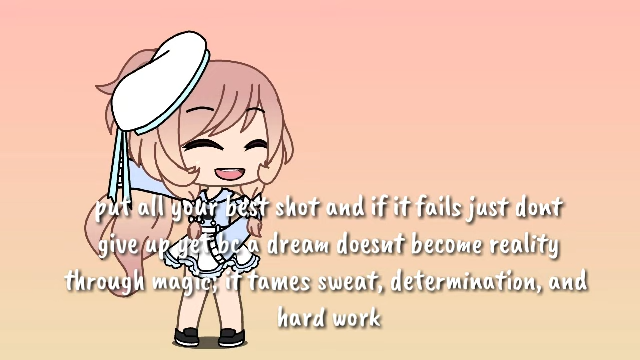 put all your best shot and if it fails just dont
give up yet bc a dream doesnt become reality
through magic; it tames sweat, determination, and
hard work